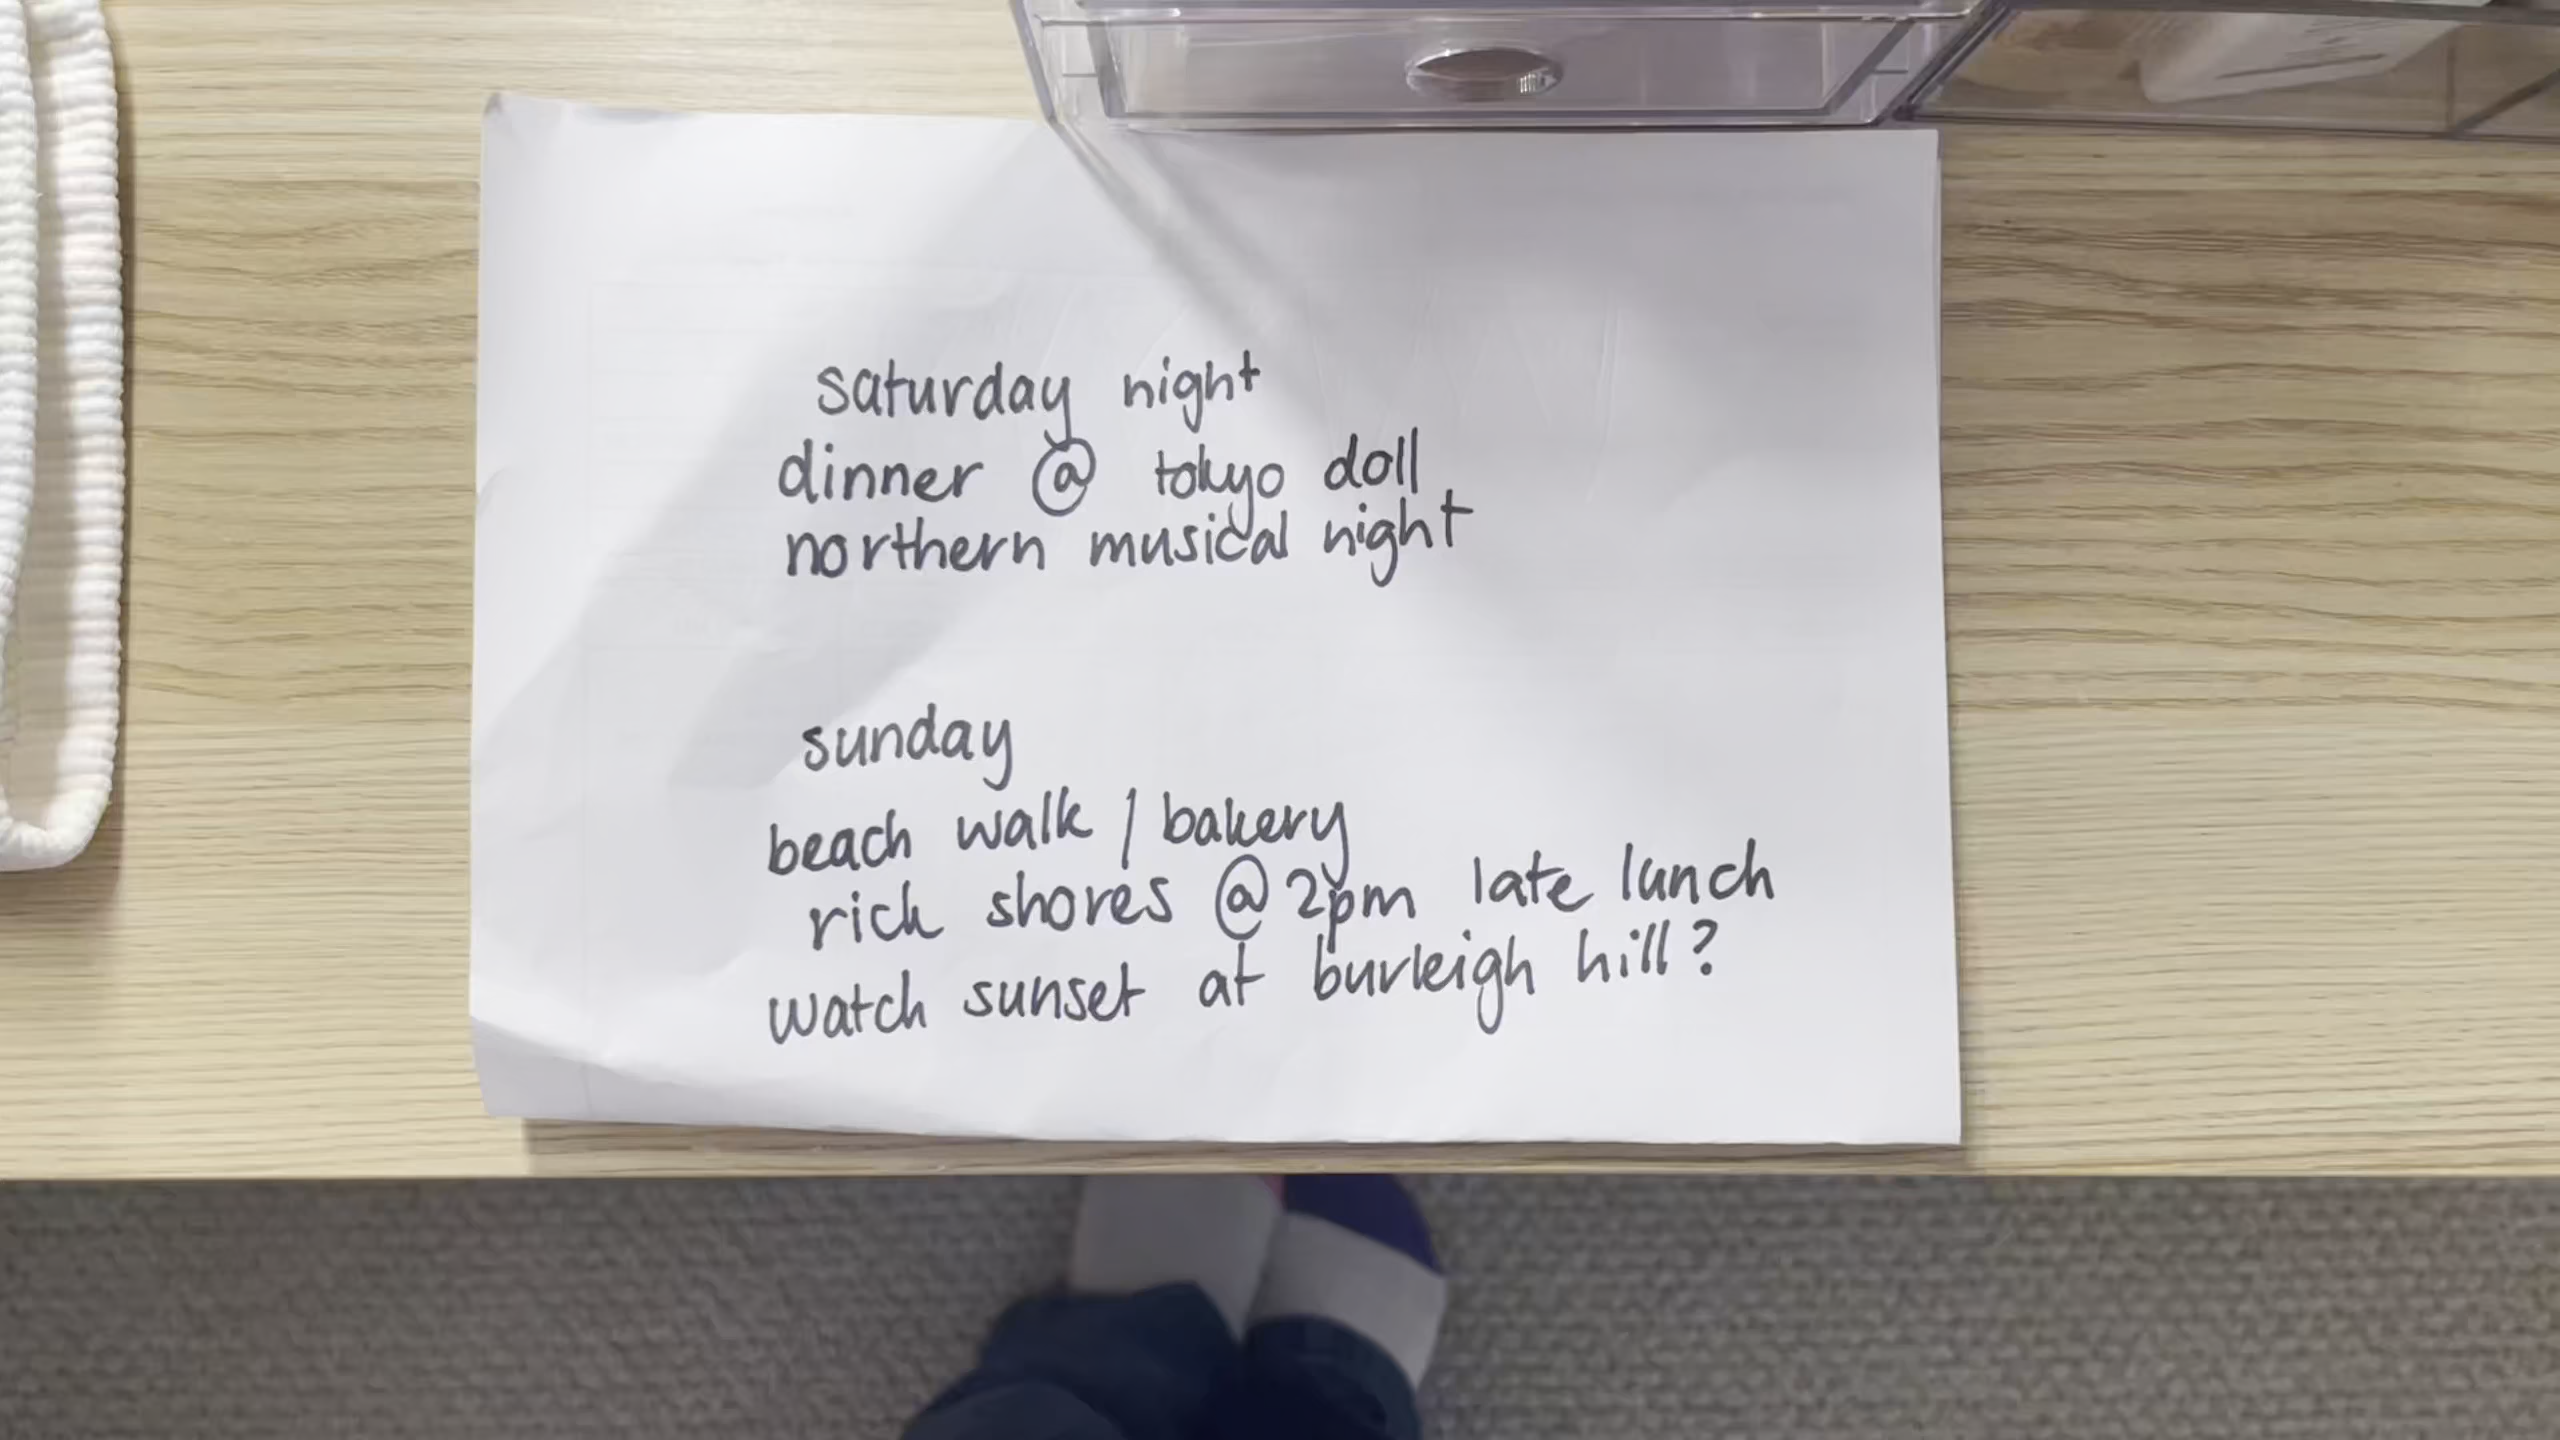 saturday night
dinner @ tokyo doll
northern musical night
sunday
beach walk / bakery
rick shores @ 2pm late lunch
watch sunset at burleigh hill?